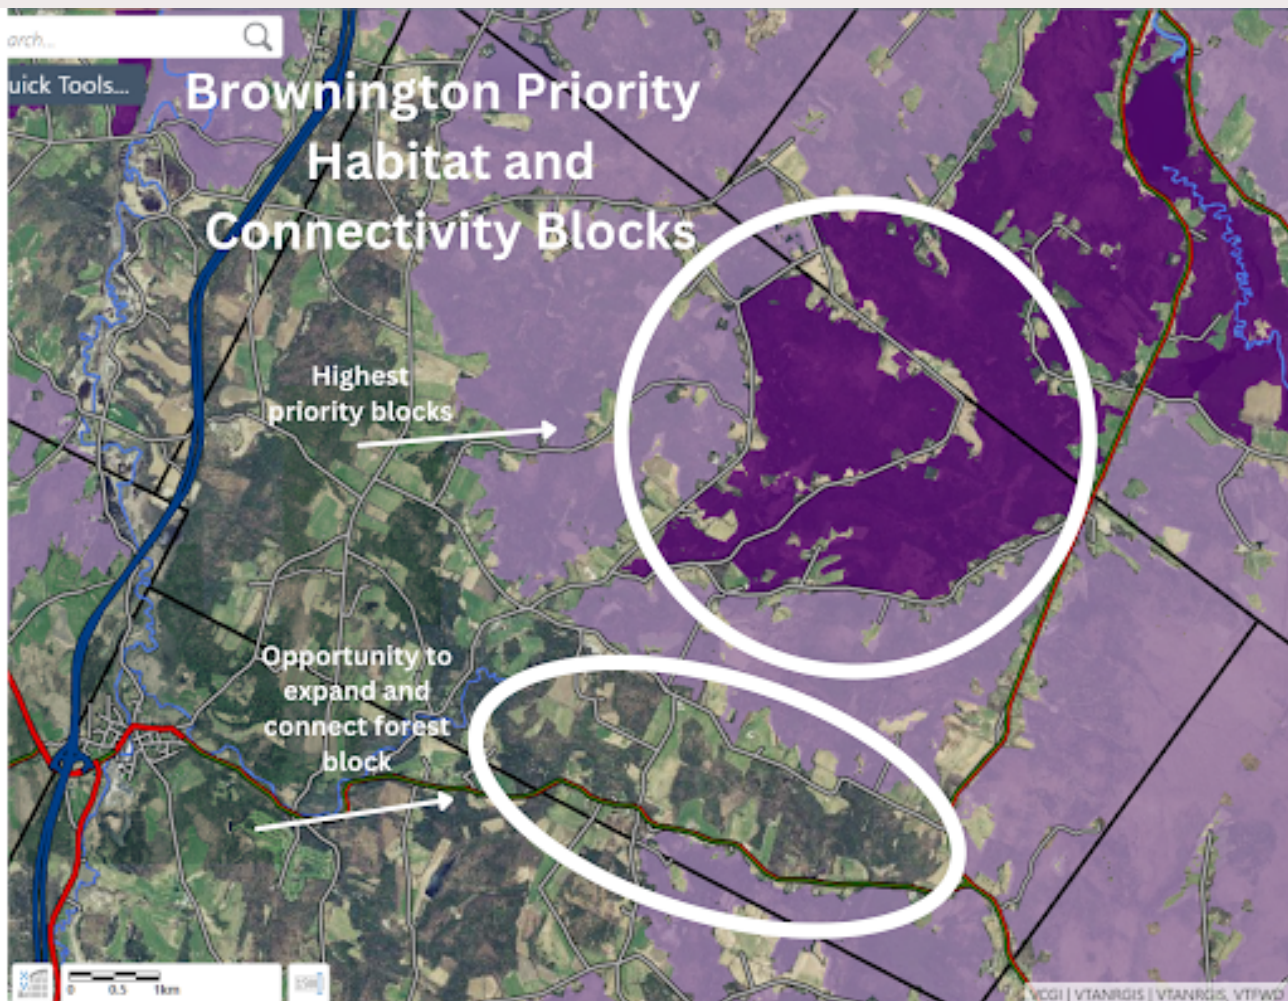 arch...
uick Tools...
Brownington Priority
Habitat and
Connectivity Blocks
Highest
priority blocks
Opportunity to
expand and
connect forest
block
0 0.5 1km
VCGI | VTANRGIS | VTANRGIS, VTFWD